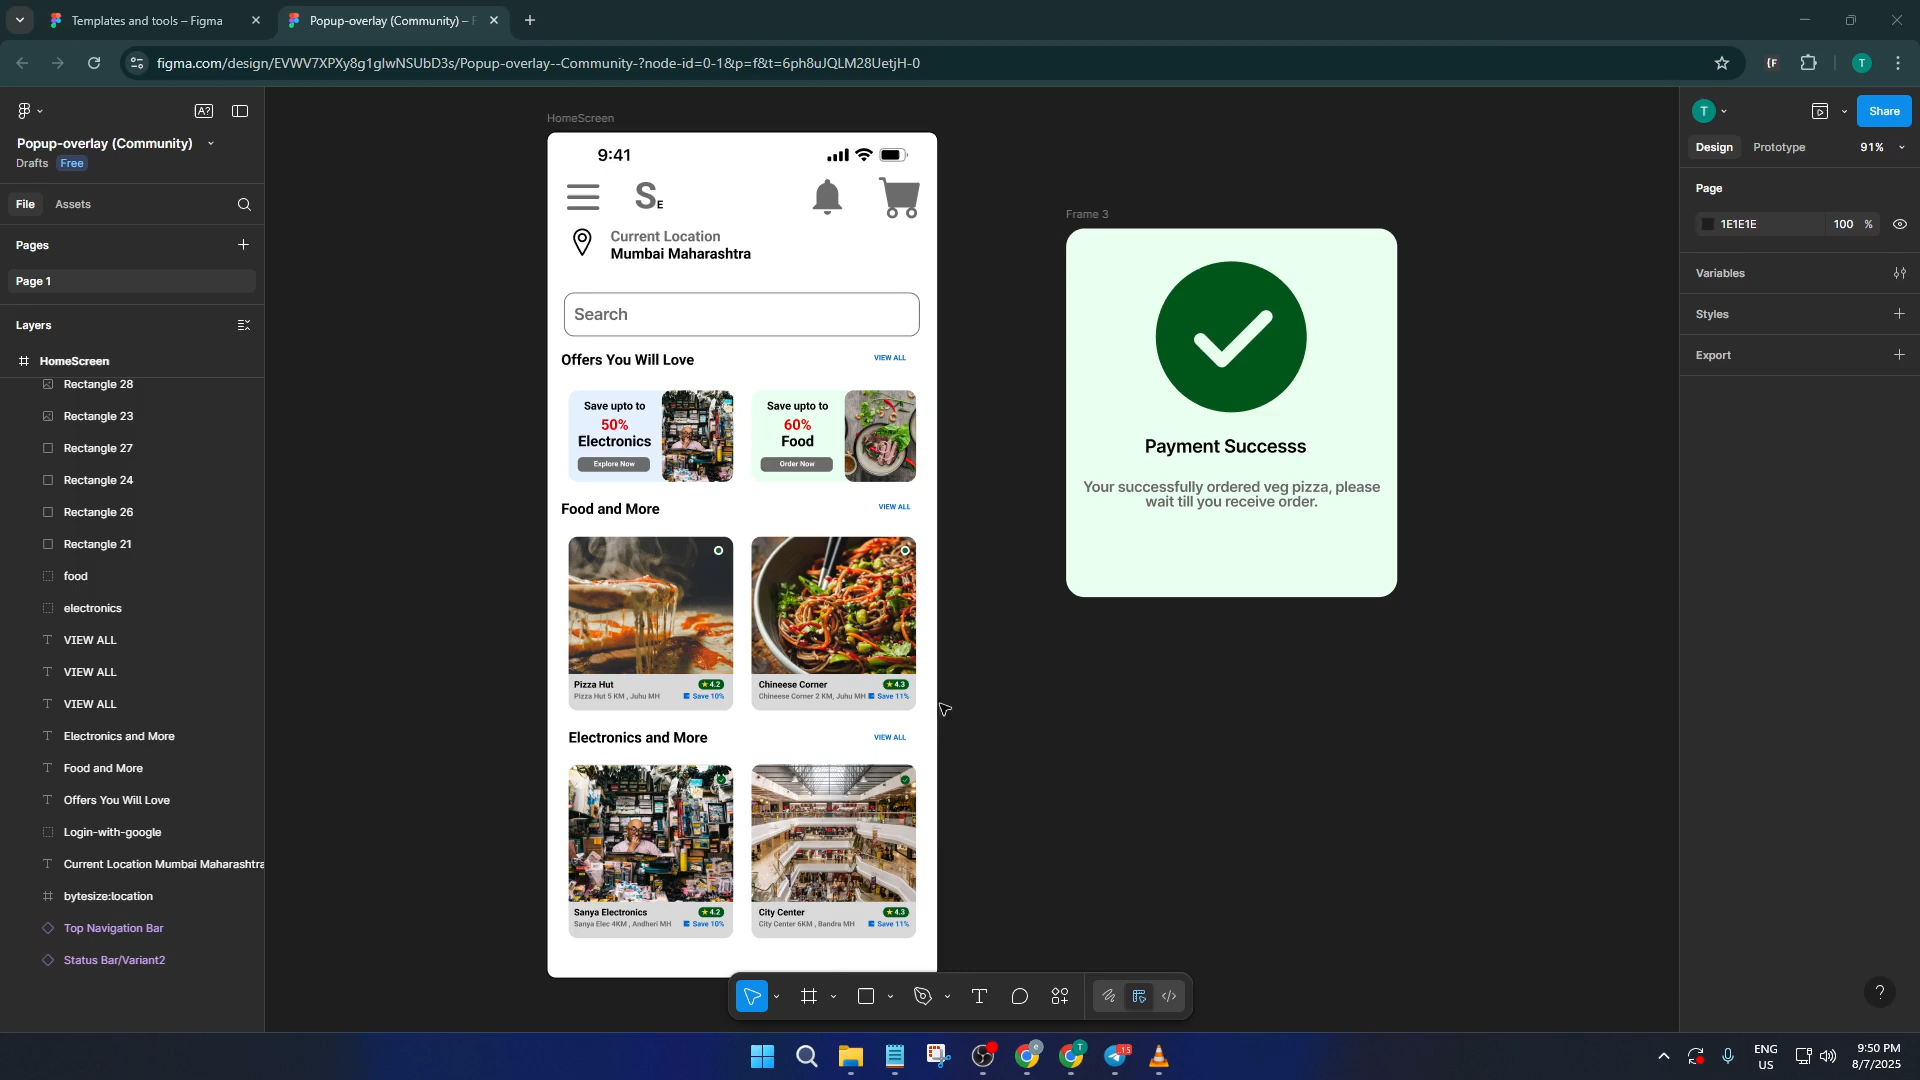 Templates and tools – Figma
Popup-overlay (Community) –
figma.com/design/EVWV7XPXy8g1glwNSUbD3s/Popup-overlay--Community-?node-id=0-1&p=f&t=6ph8uJQLM28UetjH-0
T
A?
Popup-overlay (Community)
Drafts Free
File Assets
Pages
Page 1
Layers
HomeScreen
Rectangle 28
Rectangle 23
Rectangle 27
Rectangle 24
Rectangle 26
Rectangle 21
food
electronics
VIEW ALL
VIEW ALL
VIEW ALL
Electronics and More
Food and More
Offers You Will Love
Login-with-google
Current Location Mumbai Maharashtra
bytesize:location
Top Navigation Bar
Status Bar/Variant2
HomeScreen
9:41
SE
Current Location
Mumbai Maharashtra
Search
Offers You Will Love VIEW ALL
Save upto to
50%
Electronics
Explore Now
Save upto to
60%
Food
Order Now
Food and More VIEW ALL
Pizza Hut 4.2
Pizza Hut 5 KM , Juhu MH Save 10%
Chineese Corner 4.3
Chineese Corner 2 KM, Juhu MH Save 11%
Electronics and More VIEW ALL
Sanya Electronics 4.2
Sanya Elec 4KM , Andheri MH Save 10%
City Center 4.3
City Center 6KM , Bandra MH Save 11%
Frame 3
Payment Successs
Your successfully ordered veg pizza, please
wait till you receive order.
T
Share
Design Prototype 91%
Page
1E1E1E 100 %
Variables
Styles
Export
?
T
15
ENG
US
9:50 PM
8/7/2025